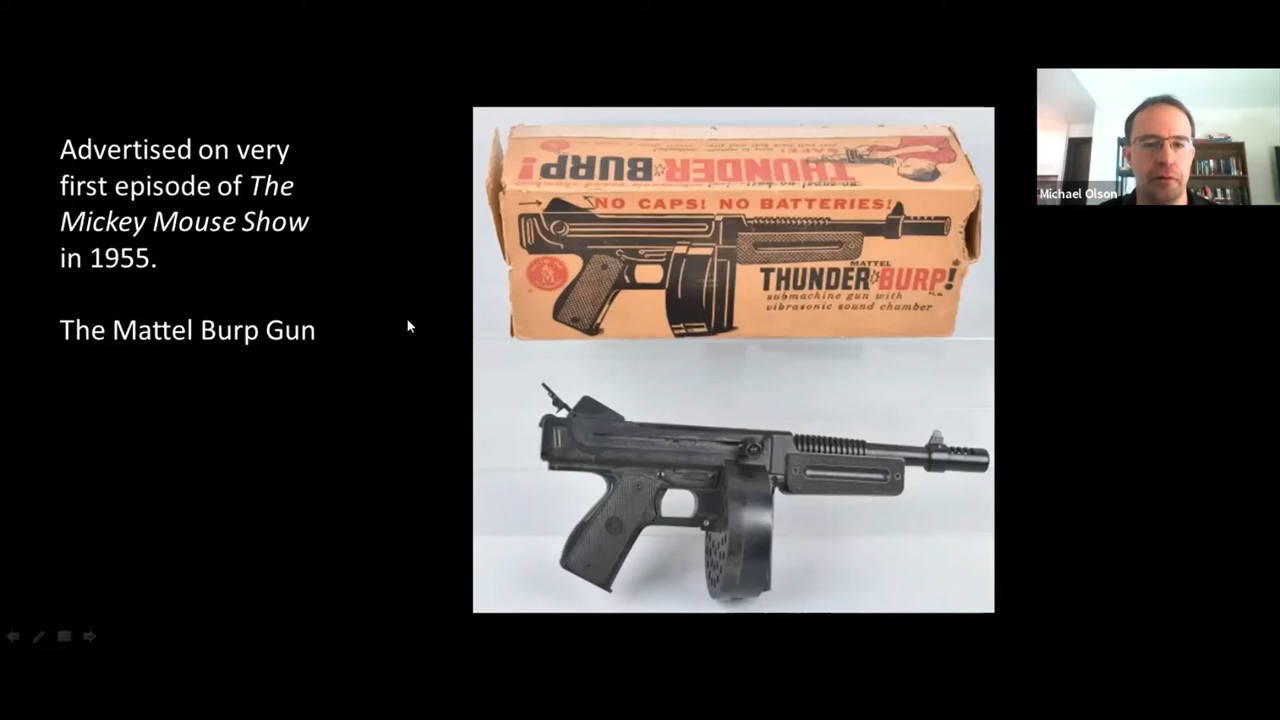 Advertised on very
first episode of The
Mickey Mouse Show
in 1955.
The Mattel Burp Gun
THUNDER BURP!
NO CAPS! NO BATTERIES!
MATTEL
THUNDER BURP!
submachine gun with
vibrasonic sound chamber
Michael Olson